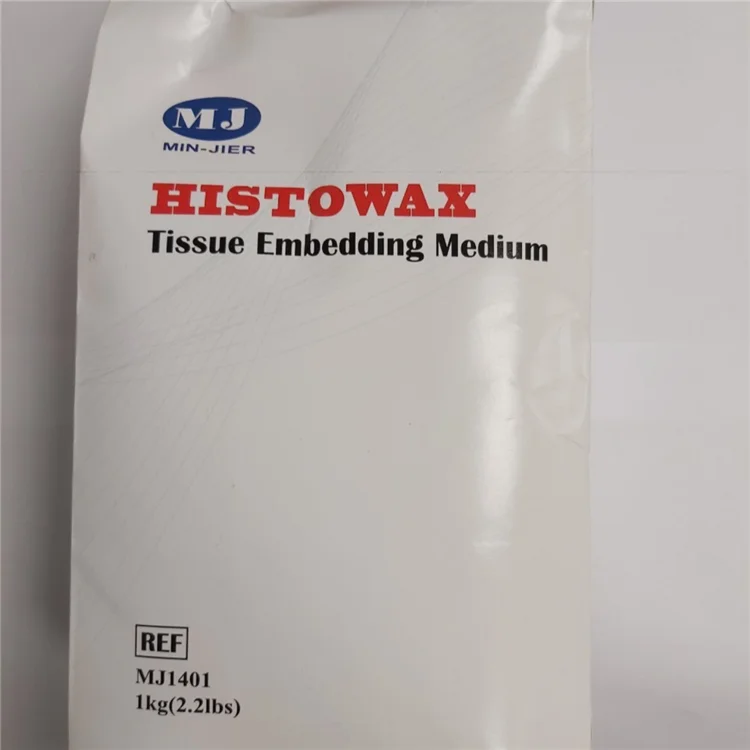 MJ
MIN-JIER
HISTOWAX
Tissue Embedding Medium
REF
MJ1401
1kg(2.2lbs)